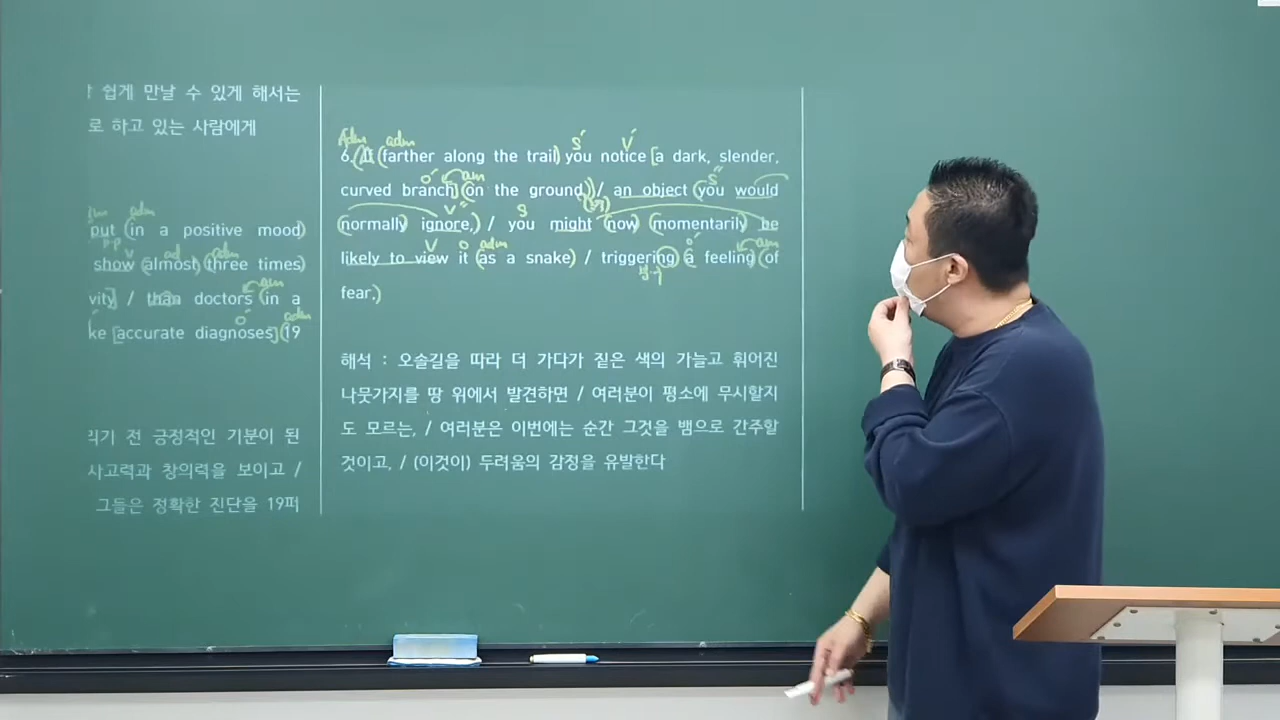 쉽게 만날 수 있게 해서는
로 하고 있는 사람에게
put (in a positive mood)
show (almost) (three times)
vity] / than doctors (in a
ke [accurate diagnoses] (19
리기 전 긍정적인 기분이 된
사고력과 창의력을 보이고 /
그들은 정확한 진단을 19퍼
Adm adm S′ V′
6. (If (farther along the trail) you notice [a dark, slender,
O′ am S″
curved branch] (on the ground,)) / an object (you would
V″ S
(normally) ignore,) / you might (now) (momentarily) be
V O adm O′ am
likely to view it (as a snake) / triggering) (a feeling (of
fear.)
해석 : 오솔길을 따라 더 가다가 짙은 색의 가늘고 휘어진
나뭇가지를 땅 위에서 발견하면 / 여러분이 평소에 무시할지
도 모르는, / 여러분은 이번에는 순간 그것을 뱀으로 간주할
것이고, / (이것이) 두려움의 감정을 유발한다